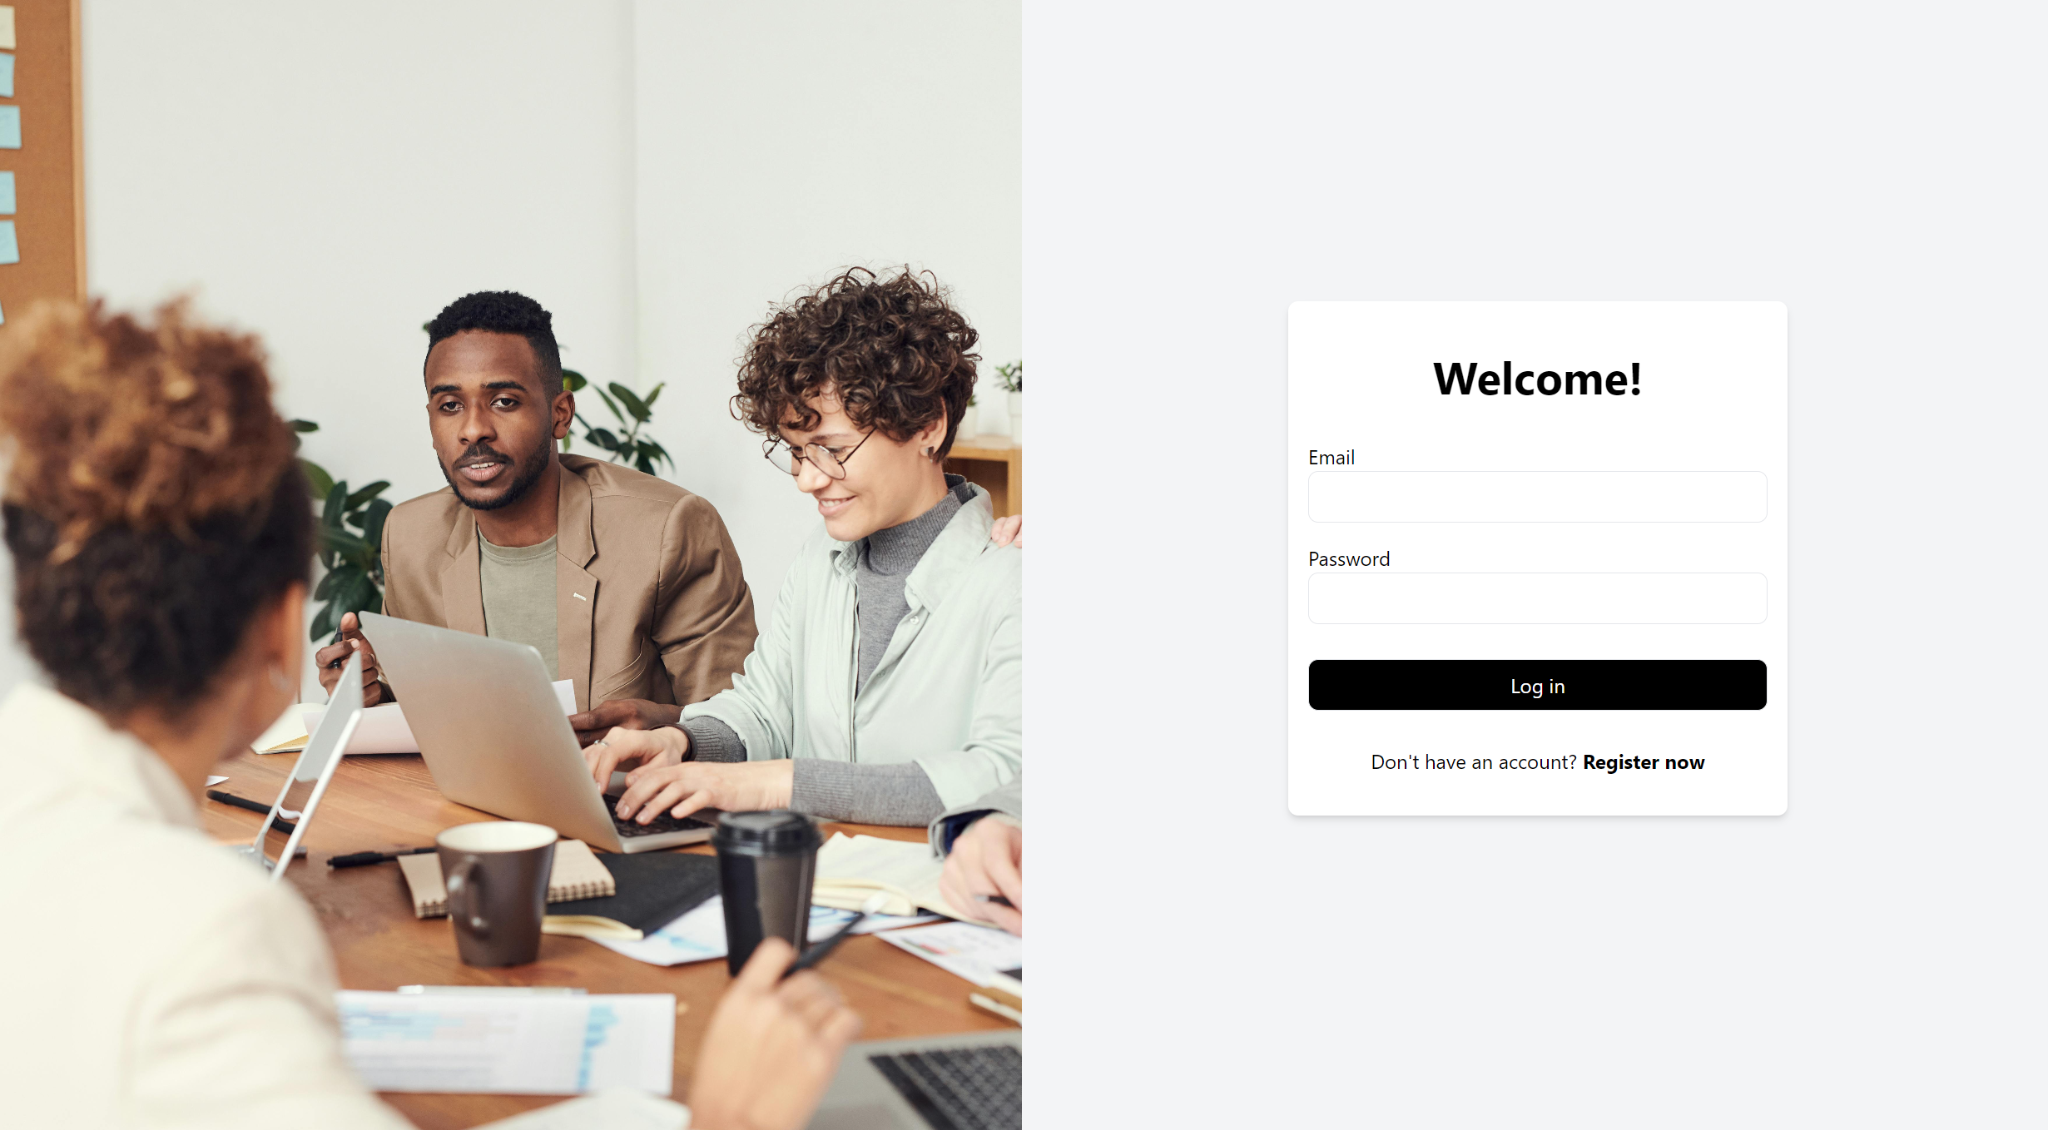 Welcome!
Email
Password
Log in
Don't have an account? Register now